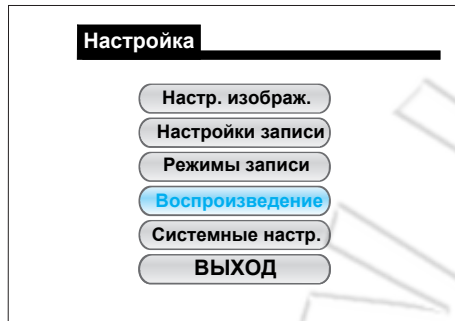 Настройка
Настр. изображ.
Настройки записи
Режимы записи
Воспроизведение
Системные настр.
ВЫХОД